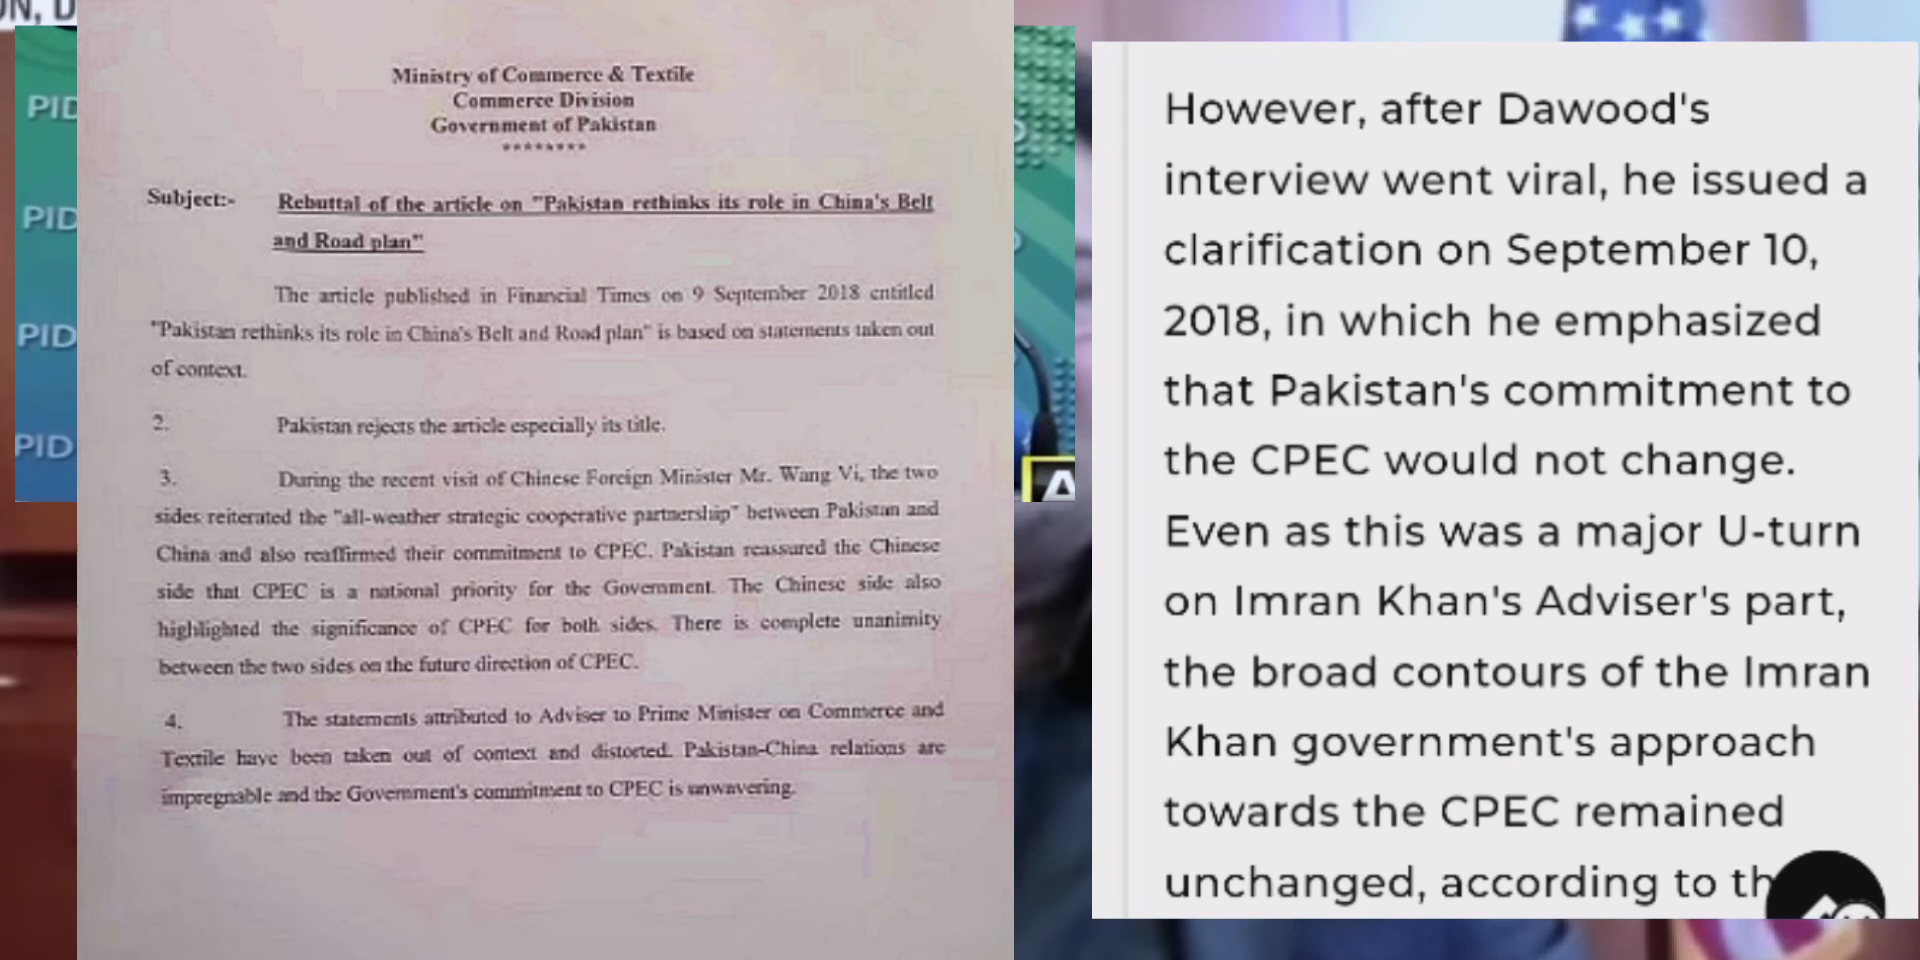 ON, D
PID
PID
PID
PID
Ministry of Commerce & Textile
Commerce Division
Government of Pakistan
********
Subject:- Rebuttal of the article on "Pakistan rethinks its role in China's Belt
and Road plan"
The article published in Financial Times on 9 September 2018 entitled
"Pakistan rethinks its role in China's Belt and Road plan" is based on statements taken out
of context.
2. Pakistan rejects the article especially its title.
3. During the recent visit of Chinese Foreign Minister Mr. Wang Vi, the two
sides reiterated the "all-weather strategic cooperative partnership" between Pakistan and
China and also reaffirmed their commitment to CPEC. Pakistan reassured the Chinese
side that CPEC is a national priority for the Government. The Chinese side also
highlighted the significance of CPEC for both sides. There is complete unanimity
between the two sides on the future direction of CPEC.
4. The statements attributed to Adviser to Prime Minister on Commerce and
Textile have been taken out of context and distorted. Pakistan-China relations are
impregnable and the Government's commitment to CPEC is unwavering.
A
However, after Dawood's
interview went viral, he issued a
clarification on September 10,
2018, in which he emphasized
that Pakistan's commitment to
the CPEC would not change.
Even as this was a major U-turn
on Imran Khan's Adviser's part,
the broad contours of the Imran
Khan government's approach
towards the CPEC remained
unchanged, according to th